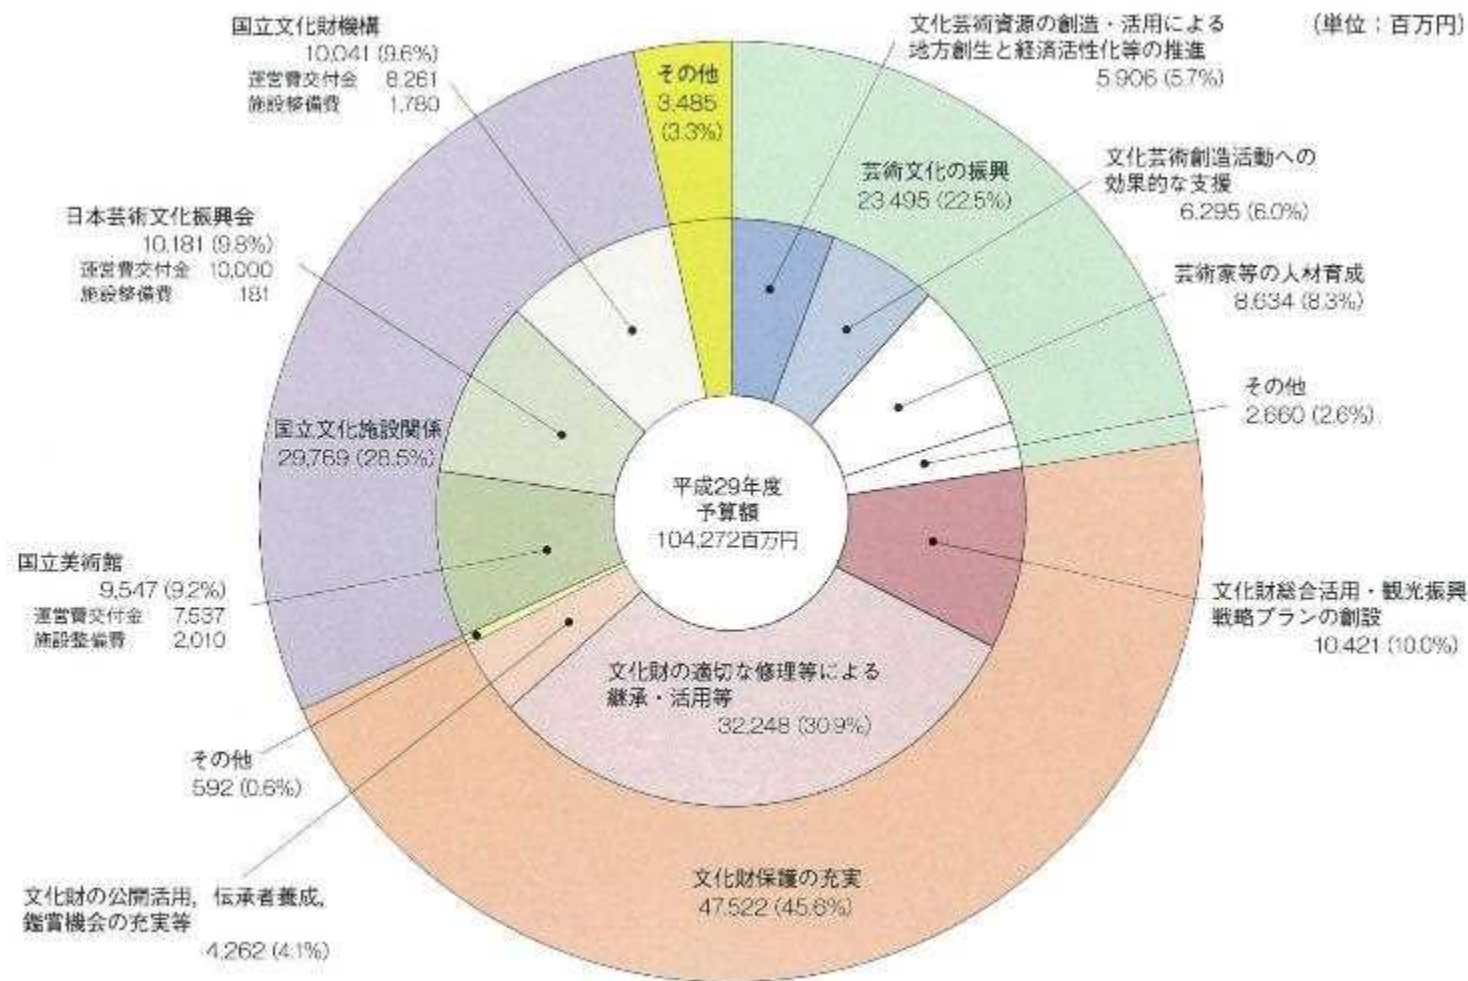 (単位：百万円)
文化芸術資源の創造・活用による
地方創生と経済活性化等の推進
5,906 (5.7%)
芸術文化の振興
23,495 (22.5%)
文化芸術創造活動への
効果的な支援
6,295 (6.0%)
芸術家等の人材育成
8,634 (8.3%)
その他
2,660 (2.6%)
文化財総合活用・観光振興
戦略プランの創設
10,421 (10.0%)
文化財の適切な修理等による
継承・活用等
32,248 (30.9%)
文化財保護の充実
47,522 (45.6%)
文化財の公開活用，伝承者養成，
鑑賞機会の充実等
4,262 (4.1%)
その他
592 (0.6%)
国立美術館
9,547 (9.2%)
運営費交付金 7,537
施設整備費 2,010
国立文化施設関係
29,769 (28.5%)
日本芸術文化振興会
10,181 (9.8%)
運営費交付金 10,000
施設整備費 181
国立文化財機構
10,041 (9.6%)
運営費交付金 8,261
施設整備費 1,780
その他
3,485
(3.3%)
平成29年度
予算額
104,272百万円